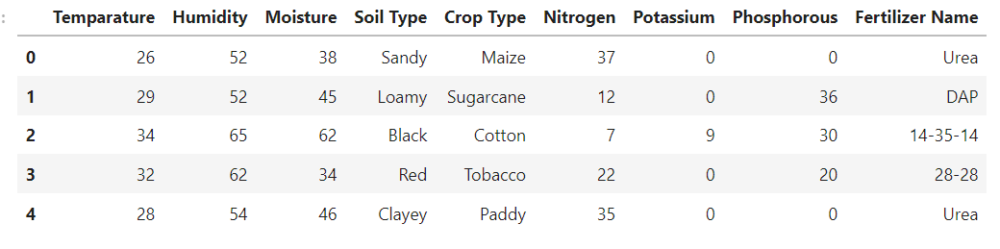 : Temparature Humidity Moisture Soil Type Crop Type Nitrogen Potassium Phosphorous Fertilizer Name
0 26 52 38 Sandy Maize 37 0 0 Urea
1 29 52 45 Loamy Sugarcane 12 0 36 DAP
2 34 65 62 Black Cotton 7 9 30 14-35-14
3 32 62 34 Red Tobacco 22 0 20 28-28
4 28 54 46 Clayey Paddy 35 0 0 Urea